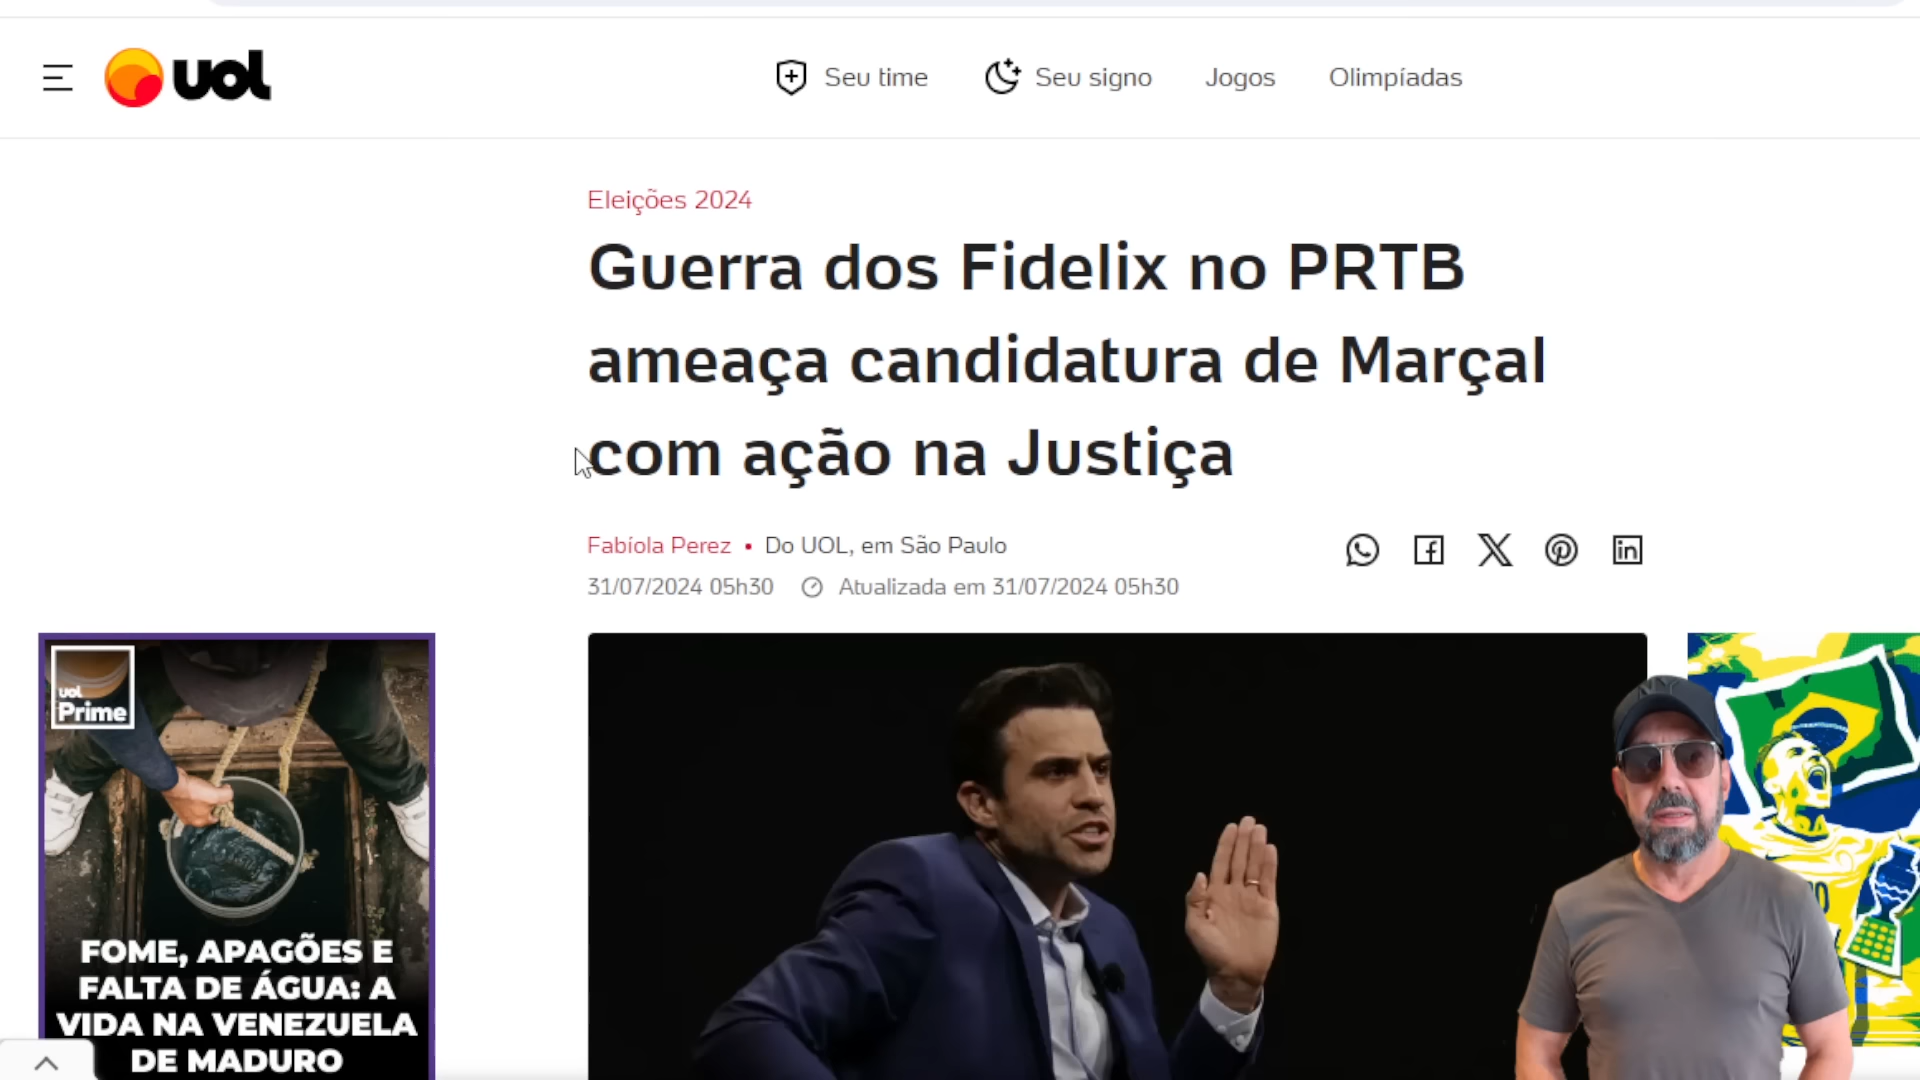 uol
Seu time
Seu signo
Jogos
Olimpíadas
Eleições 2024
Guerra dos Fidelix no PRTB
ameaça candidatura de Marçal
com ação na Justiça
Fabíola Perez • Do UOL, em São Paulo
31/07/2024 05h30 Atualizada em 31/07/2024 05h30
uol
Prime
FOME, APAGÕES E
FALTA DE ÁGUA: A
VIDA NA VENEZUELA
DE MADURO
NY